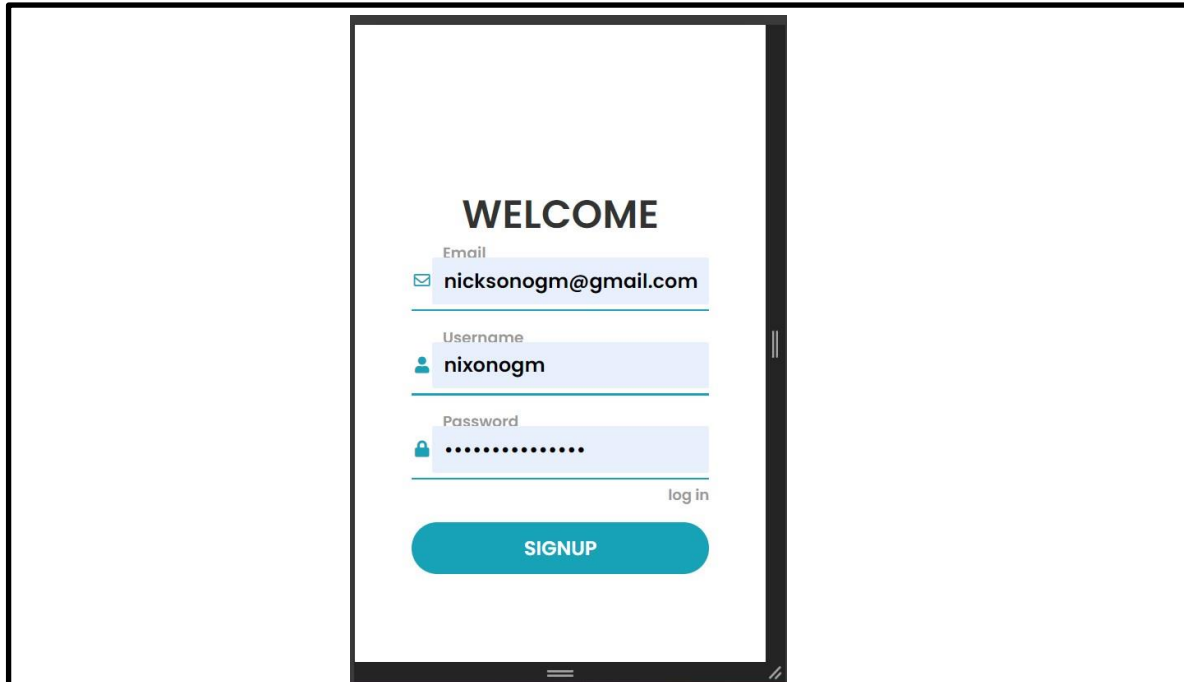 WELCOME
Email
nicksonogm@gmail.com
Username
nixonogm
Password
•••••••••••••••
log in
SIGNUP